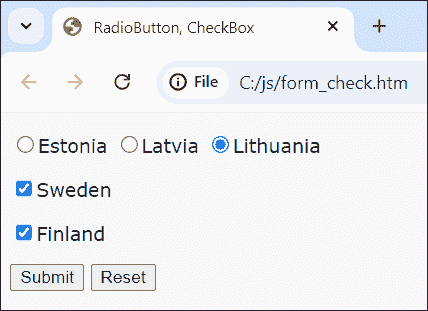 RadioButton, CheckBox
File C:/js/form_check.htm
Estonia Latvia Lithuania
Sweden
Finland
Submit Reset